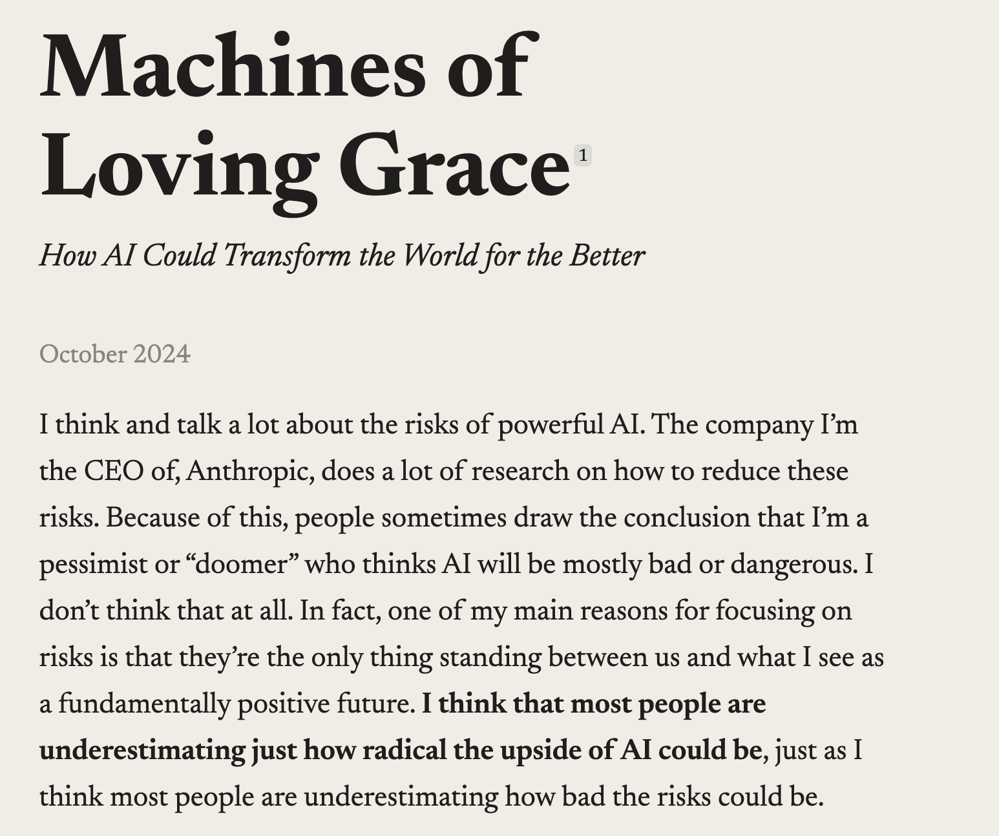 Machines of
Loving Grace1
How AI Could Transform the World for the Better
October 2024
I think and talk a lot about the risks of powerful AI. The company I’m
the CEO of, Anthropic, does a lot of research on how to reduce these
risks. Because of this, people sometimes draw the conclusion that I’m a
pessimist or “doomer” who thinks AI will be mostly bad or dangerous. I
don’t think that at all. In fact, one of my main reasons for focusing on
risks is that they’re the only thing standing between us and what I see as
a fundamentally positive future. I think that most people are
underestimating just how radical the upside of AI could be, just as I
think most people are underestimating how bad the risks could be.